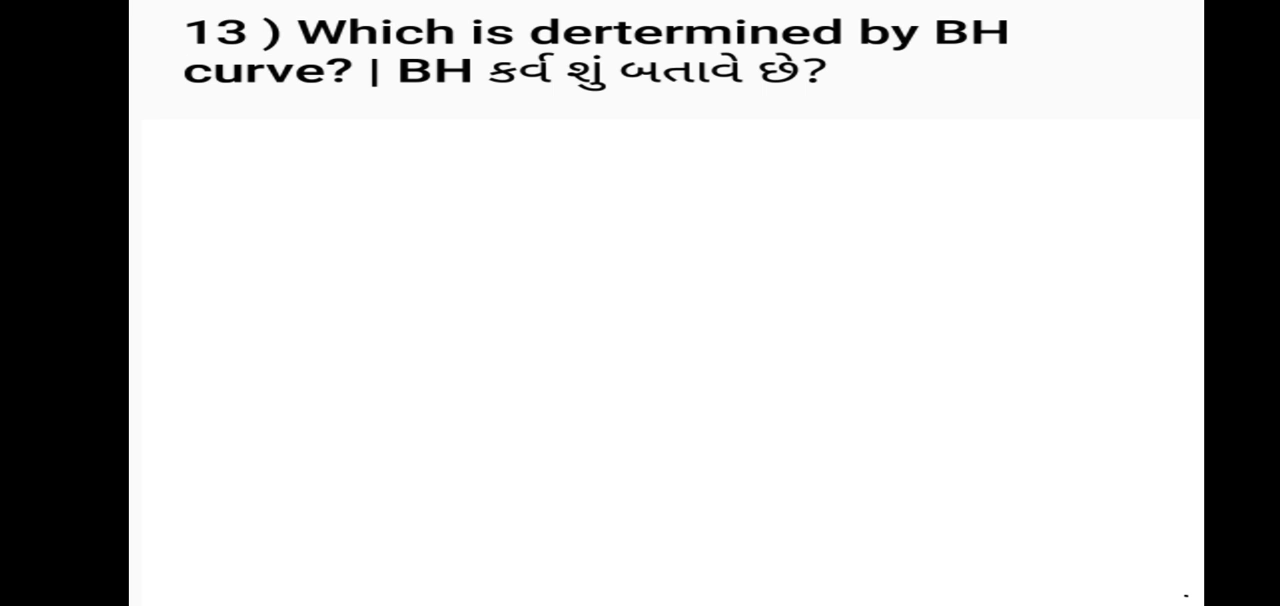 13 ) Which is dertermined by BH
curve? | BH કર્વ શું બતાવે છે?